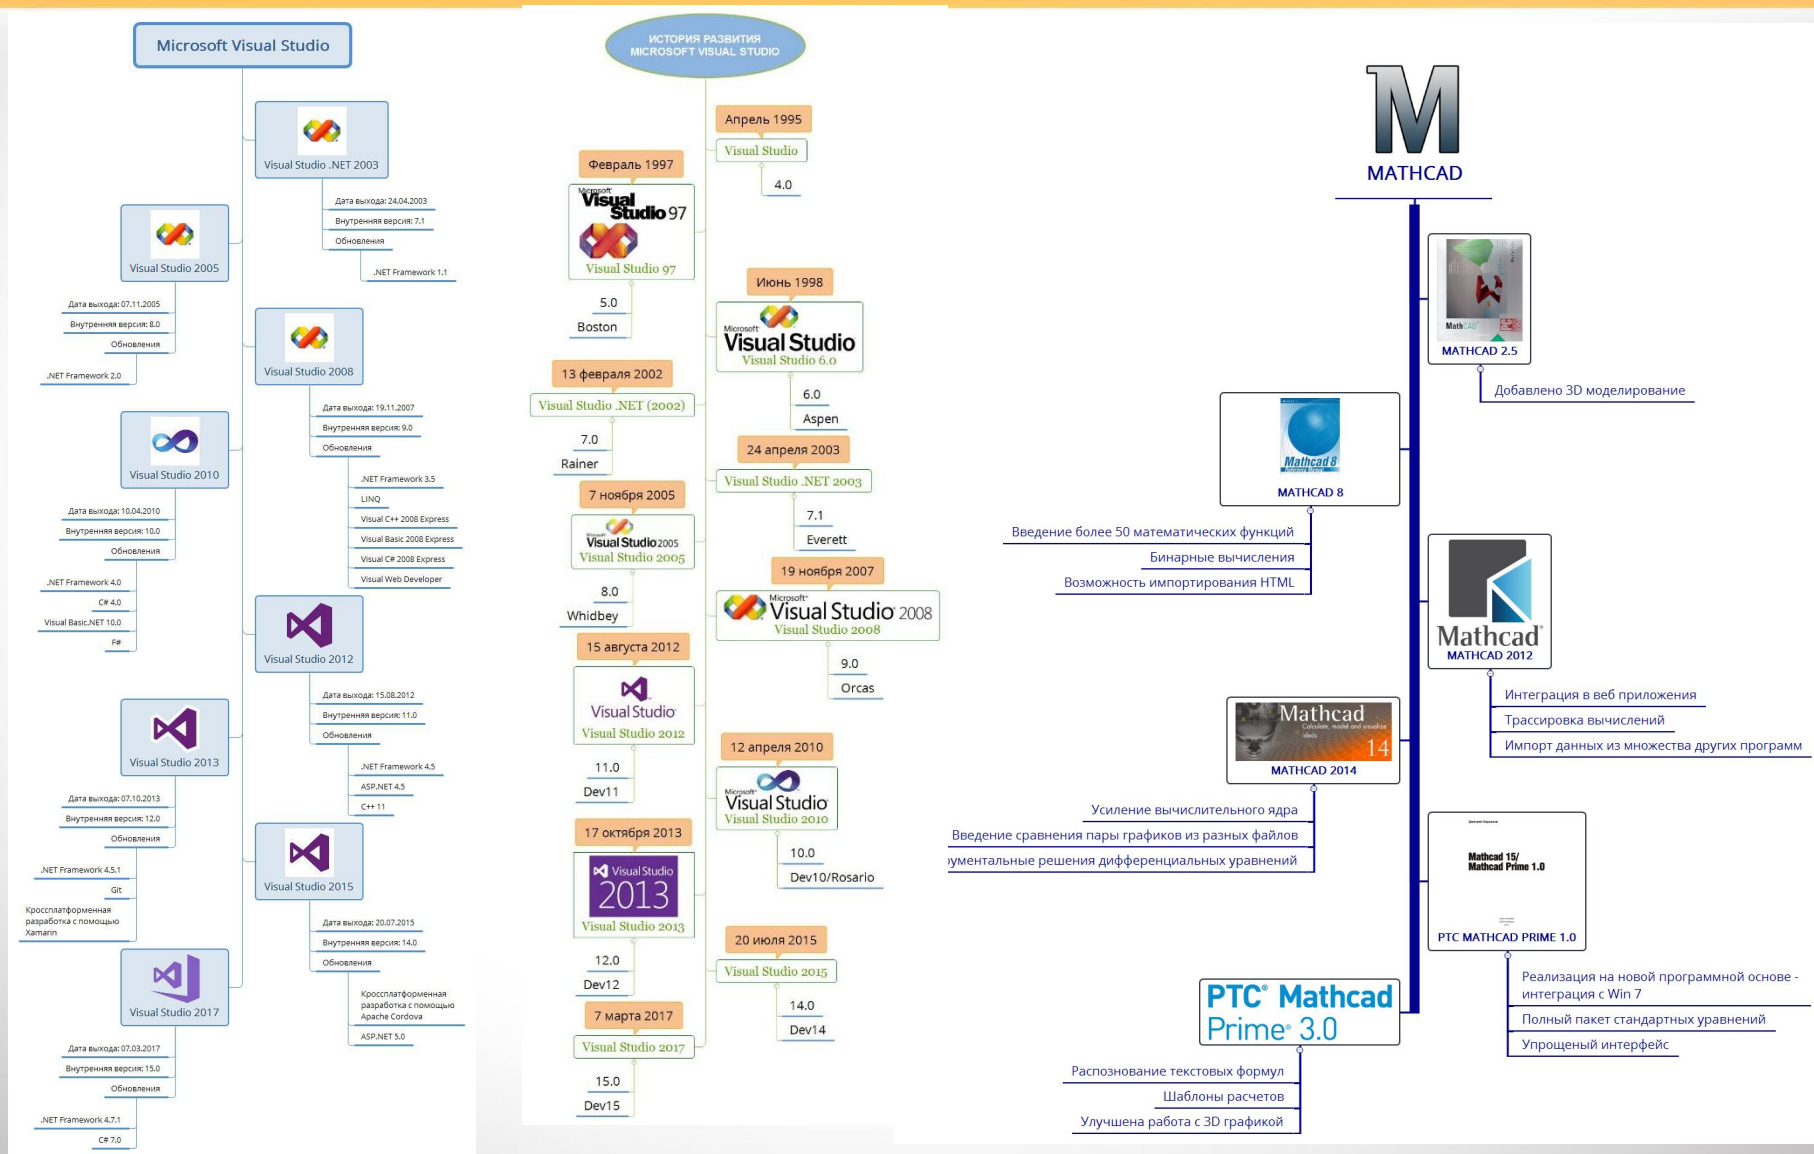 Microsoft Visual Studio
Visual Studio .NET 2003
Дата выхода: 24.04.2003
Внутренняя версия: 7.1
Обновления
.NET Framework 1.1
Visual Studio 2005
Дата выхода: 07.11.2005
Внутренняя версия: 8.0
Обновления
.NET Framework 2.0
Visual Studio 2008
Дата выхода: 19.11.2007
Внутренняя версия: 9.0
Обновления
.NET Framework 3.5
LINQ
Visual C++ 2008 Express
Visual Basic 2008 Express
Visual C# 2008 Express
Visual Web Developer
Visual Studio 2010
Дата выхода: 10.04.2010
Внутренняя версия: 10.0
Обновления
.NET Framework 4.0
C# 4.0
Visual Basic.NET 10.0
F#
Visual Studio 2012
Дата выхода: 15.08.2012
Внутренняя версия: 11.0
Обновления
.NET Framework 4.5
ASP.NET 4.5
C++ 11
Visual Studio 2013
Дата выхода: 07.10.2013
Внутренняя версия: 12.0
Обновления
.NET Framework 4.5.1
Git
Кроссплатформенная
разработка с помощью
Xamarin
Visual Studio 2015
Дата выхода: 20.07.2015
Внутренняя версия: 14.0
Обновления
Кроссплатформенная
разработка с помощью
Apache Cordova
ASP.NET 5.0
Visual Studio 2017
Дата выхода: 07.03.2017
Внутренняя версия: 15.0
Обновления
.NET Framework 4.7.1
C# 7.0
ИСТОРИЯ РАЗВИТИЯ
MICROSOFT VISUAL STUDIO
Апрель 1995
Visual Studio
4.0
Февраль 1997
Microsoft
Visual
Studio 97
Visual Studio 97
5.0
Boston
Июнь 1998
Microsoft
Visual Studio
Visual Studio 6.0
6.0
Aspen
13 февраля 2002
Visual Studio .NET (2002)
7.0
Rainer
24 апреля 2003
Visual Studio .NET 2003
7.1
Everett
7 ноября 2005
Microsoft
Visual Studio 2005
Visual Studio 2005
8.0
Whidbey
19 ноября 2007
Microsoft
Visual Studio 2008
Visual Studio 2008
9.0
Orcas
15 августа 2012
Visual Studio
Visual Studio 2012
11.0
Dev11
12 апреля 2010
Microsoft
Visual Studio
Visual Studio 2010
10.0
Dev10/Rosario
17 октября 2013
Visual Studio
2013
Visual Studio 2013
12.0
Dev12
20 июля 2015
Visual Studio 2015
14.0
Dev14
7 марта 2017
Visual Studio 2017
15.0
Dev15
M
MATHCAD
MathCAD
MATHCAD 2.5
Добавлено 3D моделирование
Mathcad 8
MATHCAD 8
Введение более 50 математических функций
Бинарные вычисления
Возможность импортирования HTML
Mathcad
MATHCAD 2012
Интеграция в веб приложения
Трассировка вычислений
Импорт данных из множества других программ
Mathcad
Calculate, model and visualize
ideas
14
MATHCAD 2014
Усиление вычислительного ядра
Введение сравнения пары графиков из разных файлов
рументальные решения дифференциальных уравнений
Mathcad 15/
Mathcad Prime 1.0
PTC MATHCAD PRIME 1.0
Реализация на новой программной основе -
интеграция с Win 7
Полный пакет стандартных уравнений
Упрощеный интерфейс
PTC® Mathcad
Prime® 3.0
Распознование текстовых формул
Шаблоны расчетов
Улучшена работа с 3D графикой